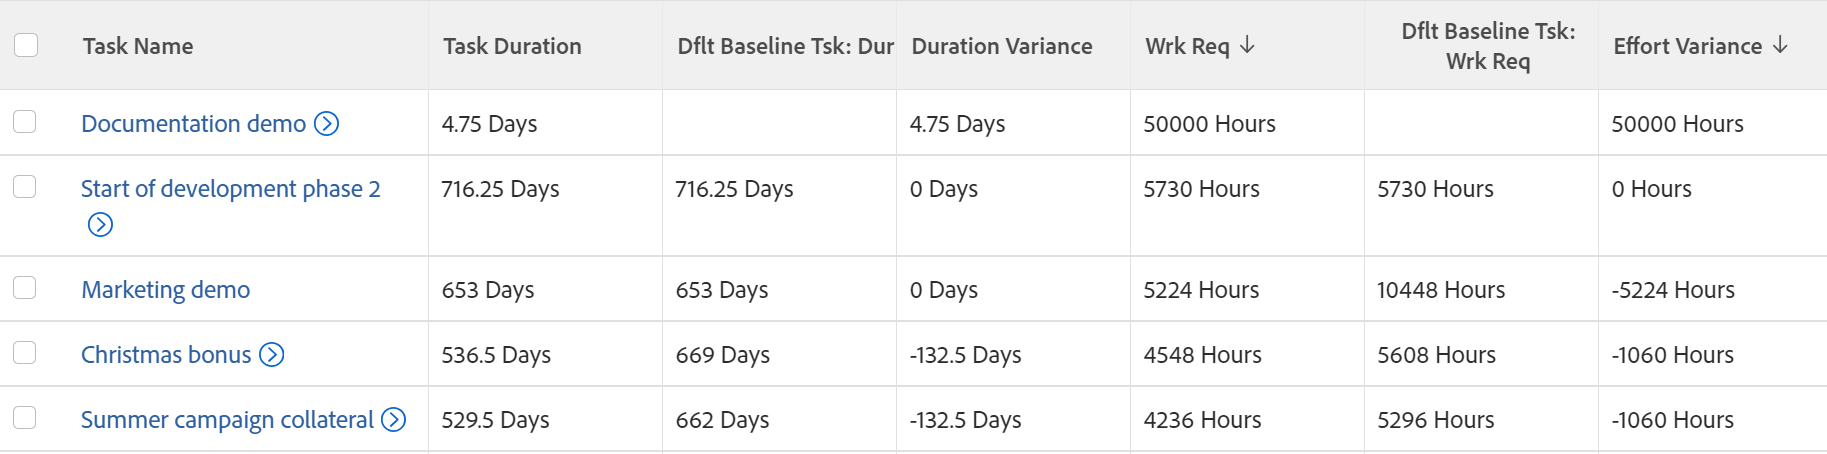 Task Name Task Duration Dflt Baseline Tsk: Dur Duration Variance Wrk Req Dflt Baseline Tsk: Wrk Req Effort Variance
Documentation demo 4.75 Days 4.75 Days 50000 Hours 50000 Hours
Start of development phase 2 716.25 Days 716.25 Days 0 Days 5730 Hours 5730 Hours 0 Hours
Marketing demo 653 Days 653 Days 0 Days 5224 Hours 10448 Hours -5224 Hours
Christmas bonus 536.5 Days 669 Days -132.5 Days 4548 Hours 5608 Hours -1060 Hours
Summer campaign collateral 529.5 Days 662 Days -132.5 Days 4236 Hours 5296 Hours -1060 Hours